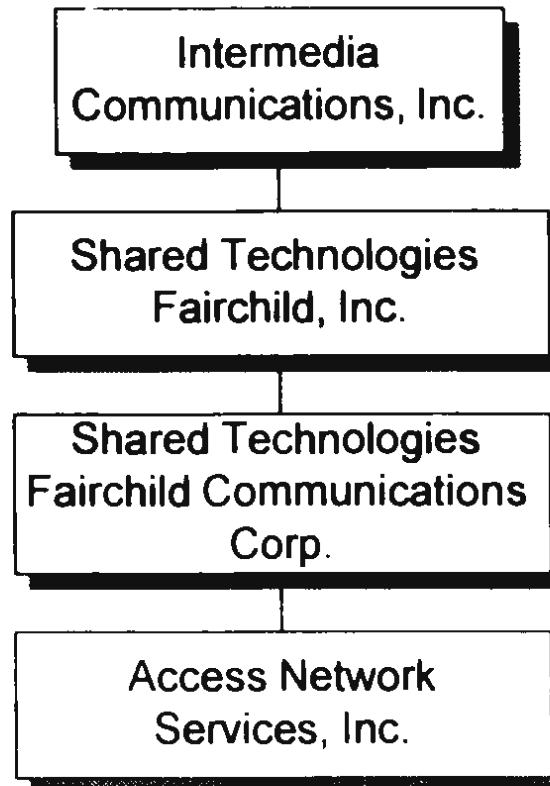 Intermedia
Communications, Inc.
Shared Technologies
Fairchild, Inc.
Shared Technologies
Fairchild Communications
Corp.
Access Network
Services, Inc.